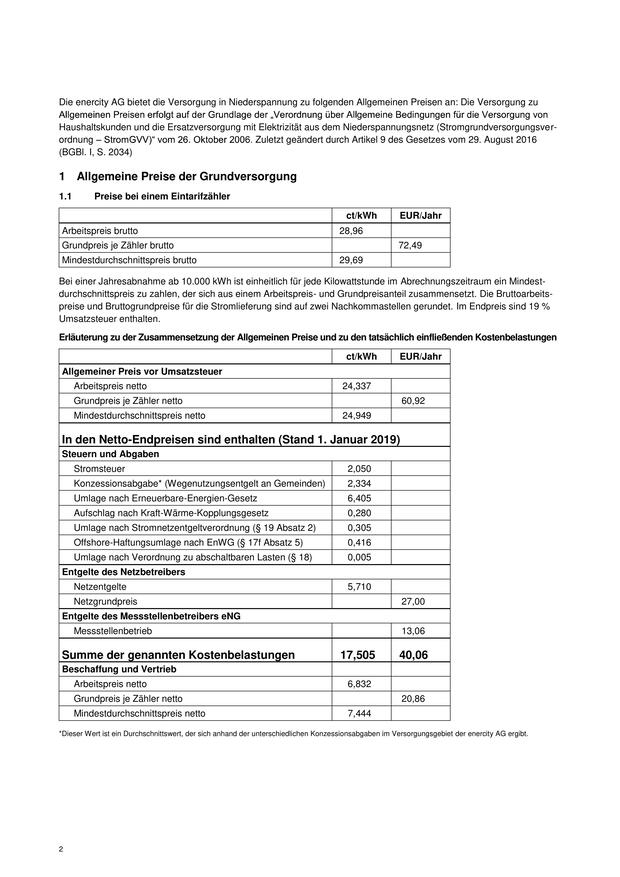 Die enercity AG bietet die Versorgung in Niederspannung zu folgenden Allgemeinen Preisen an: Die Versorgung zu
Allgemeinen Preisen erfolgt auf der Grundlage der „Verordnung über Allgemeine Bedingungen für die Versorgung von
Haushaltskunden und die Ersatzversorgung mit Elektrizität aus dem Niederspannungsnetz (Stromgrundversorgungsver-
ordnung – StromGVV)“ vom 26. Oktober 2006. Zuletzt geändert durch Artikel 9 des Gesetzes vom 29. August 2016
(BGBl. I, S. 2034)
1 Allgemeine Preise der Grundversorgung
1.1 Preise bei einem Eintarifzähler
ct/kWh EUR/Jahr
Arbeitspreis brutto 28,96
Grundpreis je Zähler brutto 72,49
Mindestdurchschnittspreis brutto 29,69
Bei einer Jahresabnahme ab 10.000 kWh ist einheitlich für jede Kilowattstunde im Abrechnungszeitraum ein Mindest-
durchschnittspreis zu zahlen, der sich aus einem Arbeitspreis- und Grundpreisanteil zusammensetzt. Die Bruttoarbeits-
preise und Bruttogrundpreise für die Stromlieferung sind auf zwei Nachkommastellen gerundet. Im Endpreis sind 19 %
Umsatzsteuer enthalten.
Erläuterung zu der Zusammensetzung der Allgemeinen Preise und zu den tatsächlich einfließenden Kostenbelastungen
ct/kWh EUR/Jahr
Allgemeiner Preis vor Umsatzsteuer
Arbeitspreis netto 24,337
Grundpreis je Zähler netto 60,92
Mindestdurchschnittspreis netto 24,949
In den Netto-Endpreisen sind enthalten (Stand 1. Januar 2019)
Steuern und Abgaben
Stromsteuer 2,050
Konzessionsabgabe* (Wegenutzungsentgelt an Gemeinden) 2,334
Umlage nach Erneuerbare-Energien-Gesetz 6,405
Aufschlag nach Kraft-Wärme-Kopplungsgesetz 0,280
Umlage nach Stromnetzentgeltverordnung (§ 19 Absatz 2) 0,305
Offshore-Haftungsumlage nach EnWG (§ 17f Absatz 5) 0,416
Umlage nach Verordnung zu abschaltbaren Lasten (§ 18) 0,005
Entgelte des Netzbetreibers
Netzentgelte 5,710
Netzgrundpreis 27,00
Entgelte des Messstellenbetreibers eNG
Messstellenbetrieb 13,06
Summe der genannten Kostenbelastungen 17,505 40,06
Beschaffung und Vertrieb
Arbeitspreis netto 6,832
Grundpreis je Zähler netto 20,86
Mindestdurchschnittspreis netto 7,444
*Dieser Wert ist ein Durchschnittswert, der sich anhand der unterschiedlichen Konzessionsabgaben im Versorgungsgebiet der enercity AG ergibt.
2